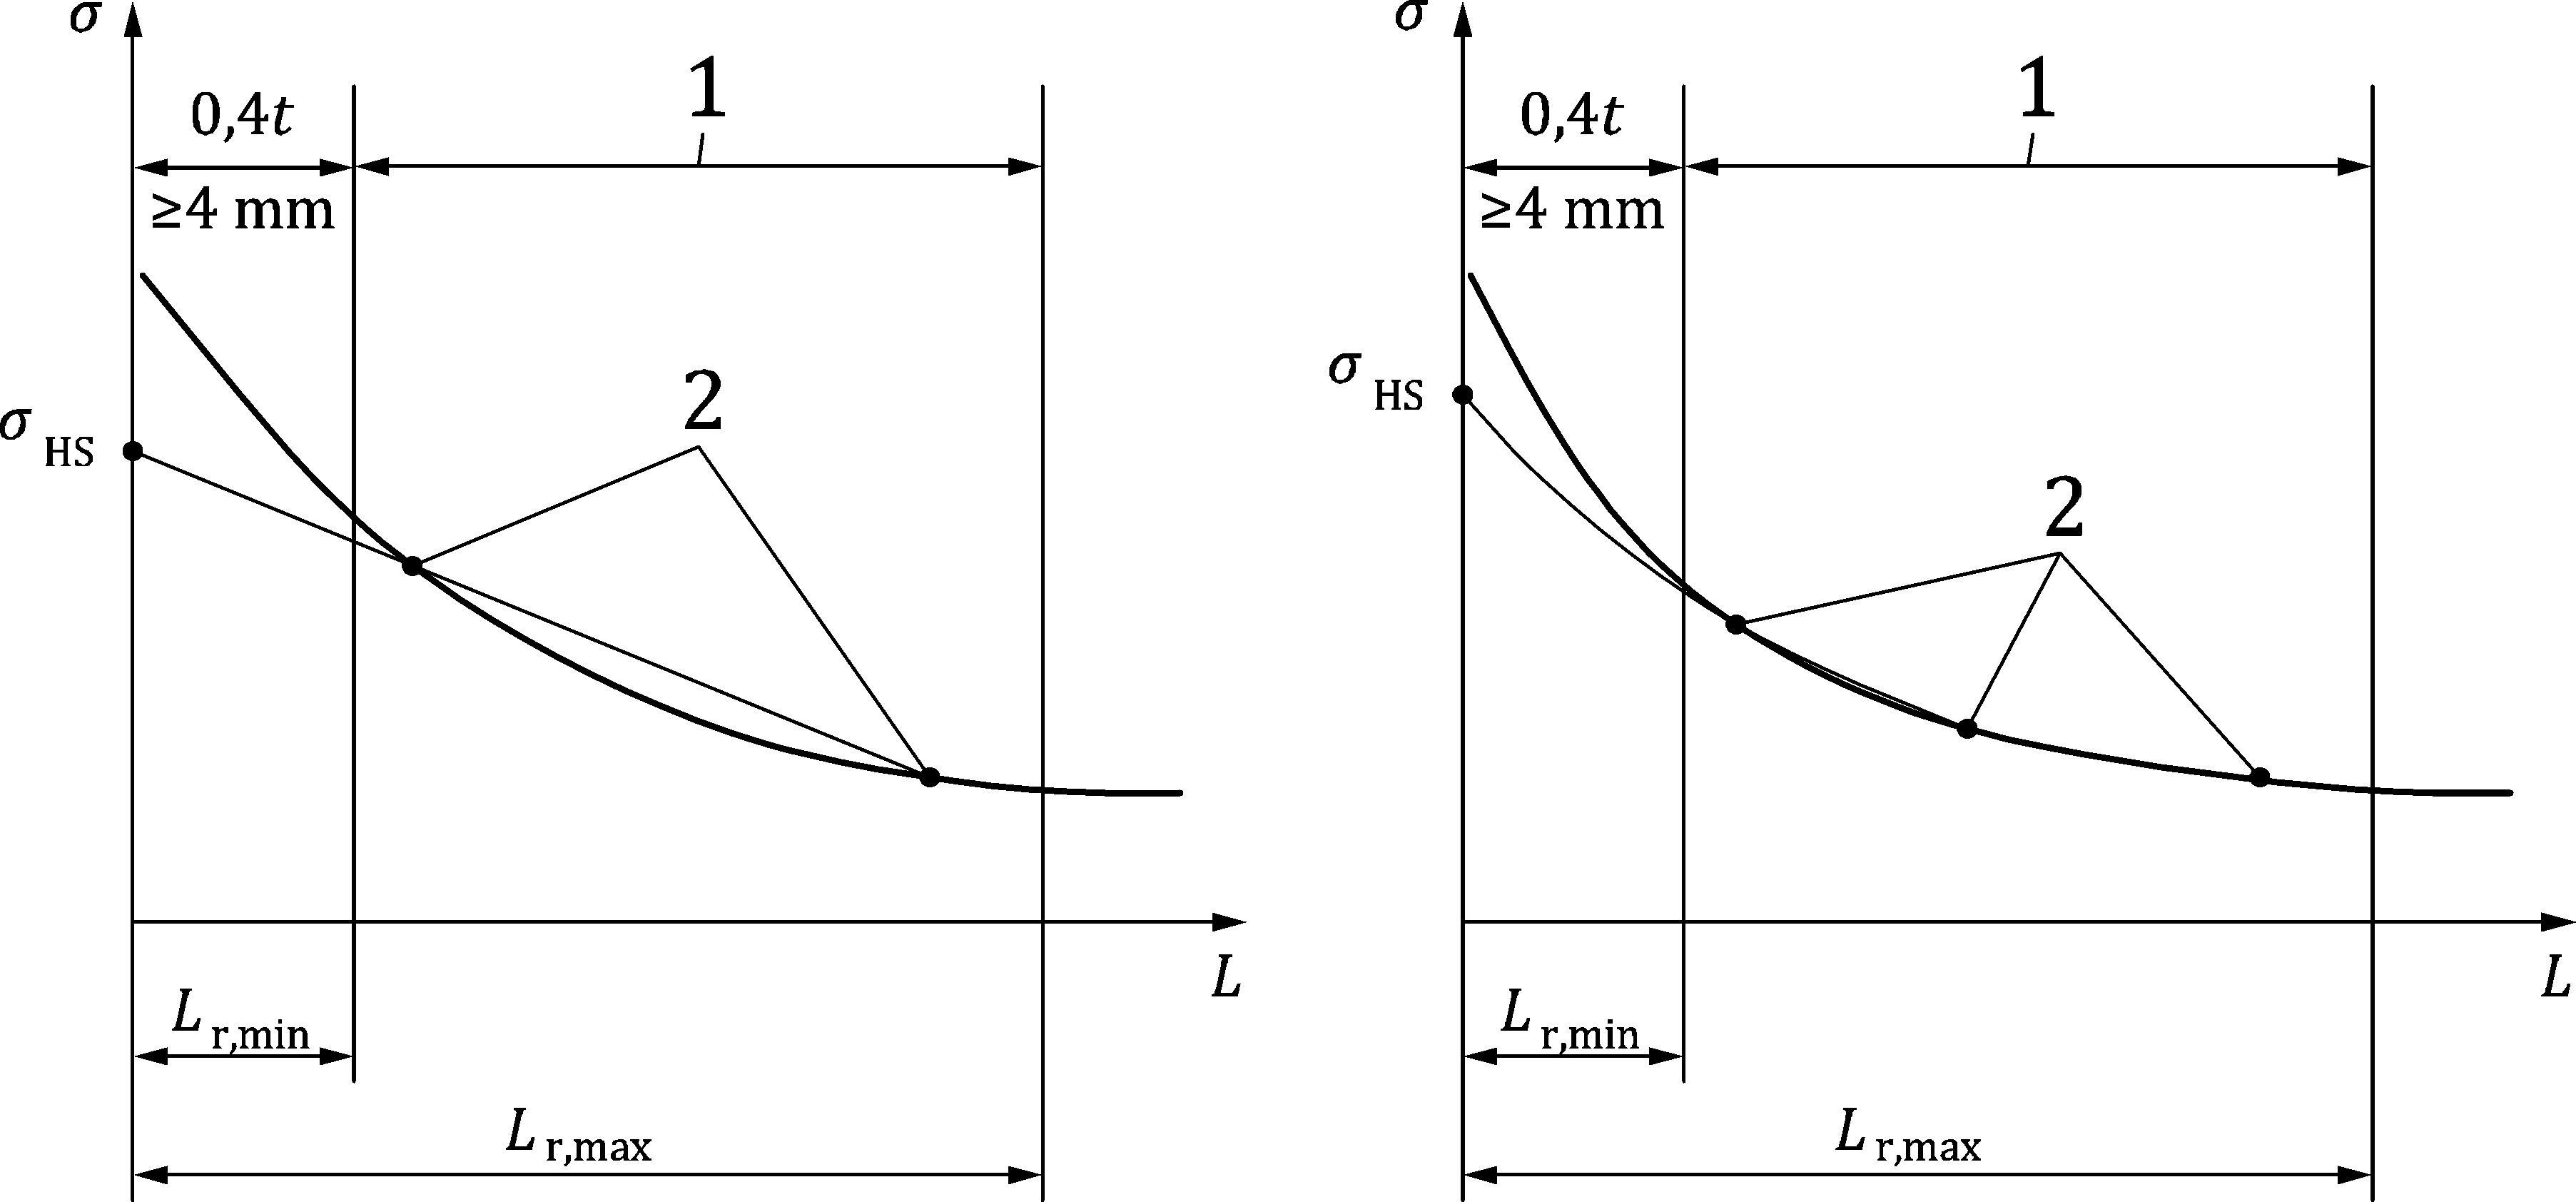 σ
0,4t
1
≥4 mm
2
σ HS
L
L r,min
L r,max
σ
0,4t
1
≥4 mm
σ HS
2
L
L r,min
L r,max